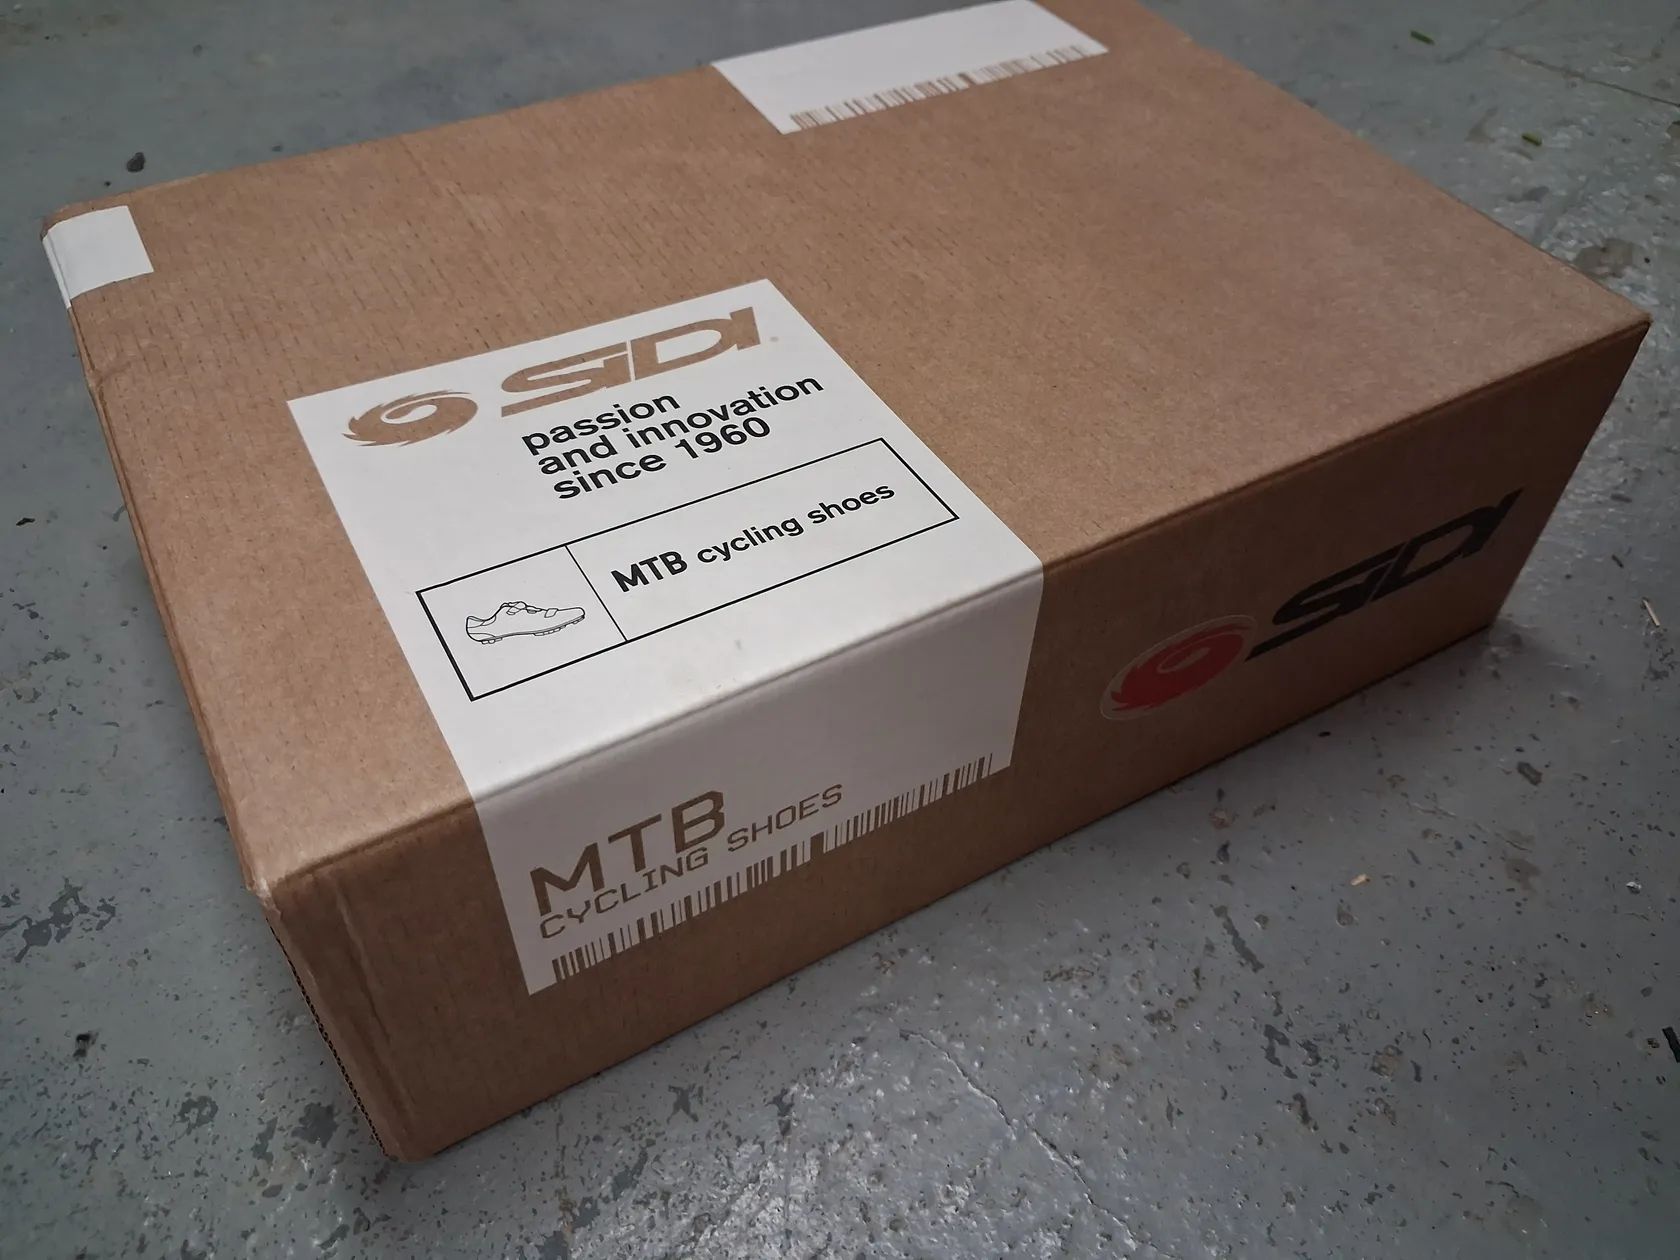 SIDI
passion
and innovation
since 1960
MTB cycling shoes
MTB
CYCLING SHOES
SIDI